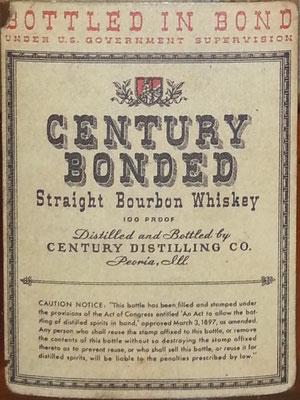 BOTTLED IN BOND
UNDER U.S. GOVERNMENT SUPERVISION
CENTURY
BONDED
Straight Bourbon Whiskey
100 PROOF
Distilled and Bottled by
CENTURY DISTILLING CO.
Peoria, Ill.
CAUTION NOTICE: "This bottle has been filled and stamped under
the provisions of the Act of Congress entitled 'An Act to allow the bot-
tling of distilled spirits in bond,' approved March 3, 1897, as amended.
Any person who shall reuse the stamp affixed to this bottle, or remove
the contents of this bottle without so destroying the stamp affixed
thereto as to prevent reuse, or who shall sell this bottle, or reuse it for
distilled spirits, will be liable to the penalties prescribed by law."